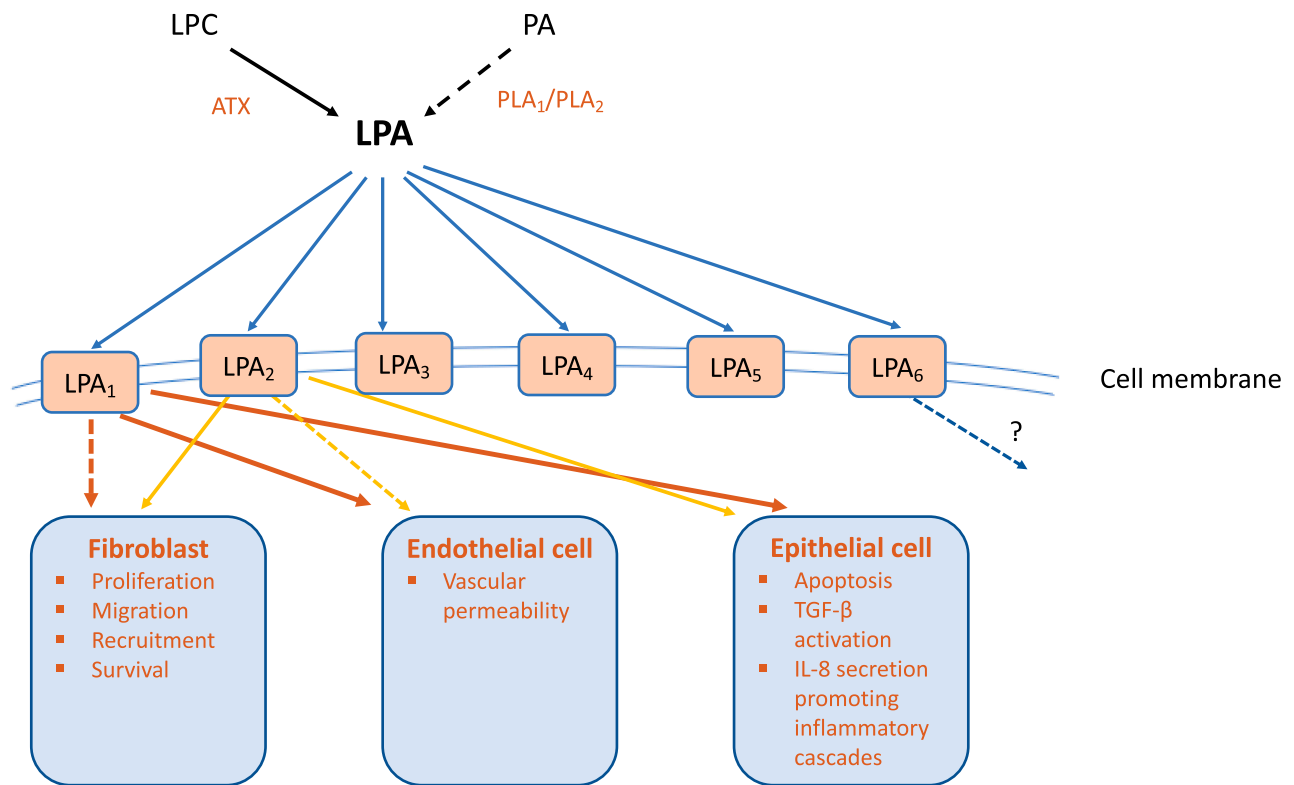 LPC
PA
ATX
PLA₁/PLA₂
LPA
LPA₁
LPA₂
LPA₃
LPA₄
LPA₅
LPA₆
Cell membrane
?
Fibroblast
▪ Proliferation
▪ Migration
▪ Recruitment
▪ Survival
Endothelial cell
▪ Vascular
permeability
Epithelial cell
▪ Apoptosis
▪ TGF-β
activation
▪ IL-8 secretion
promoting
inflammatory
cascades